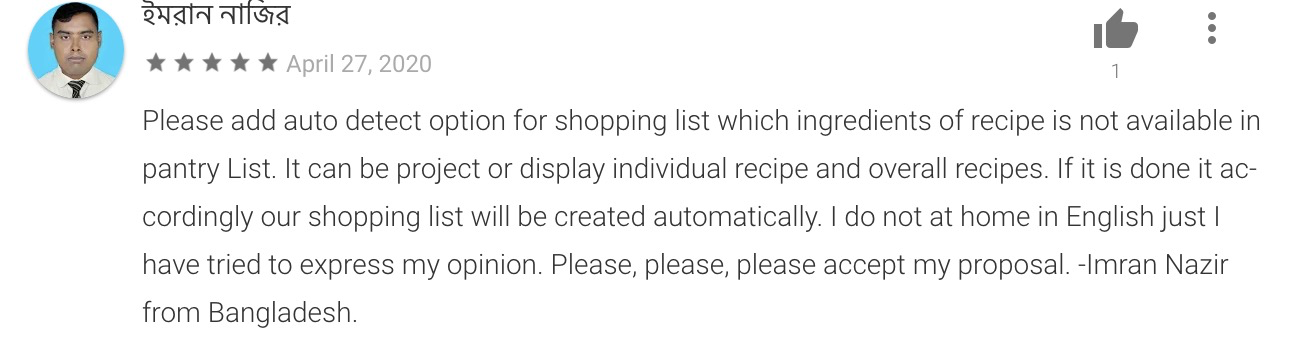 ইমরান নাজির
★★★★★ April 27, 2020
1
Please add auto detect option for shopping list which ingredients of recipe is not available in
pantry List. It can be project or display individual recipe and overall recipes. If it is done it ac-
cordingly our shopping list will be created automatically. I do not at home in English just I
have tried to express my opinion. Please, please, please accept my proposal. -Imran Nazir
from Bangladesh.